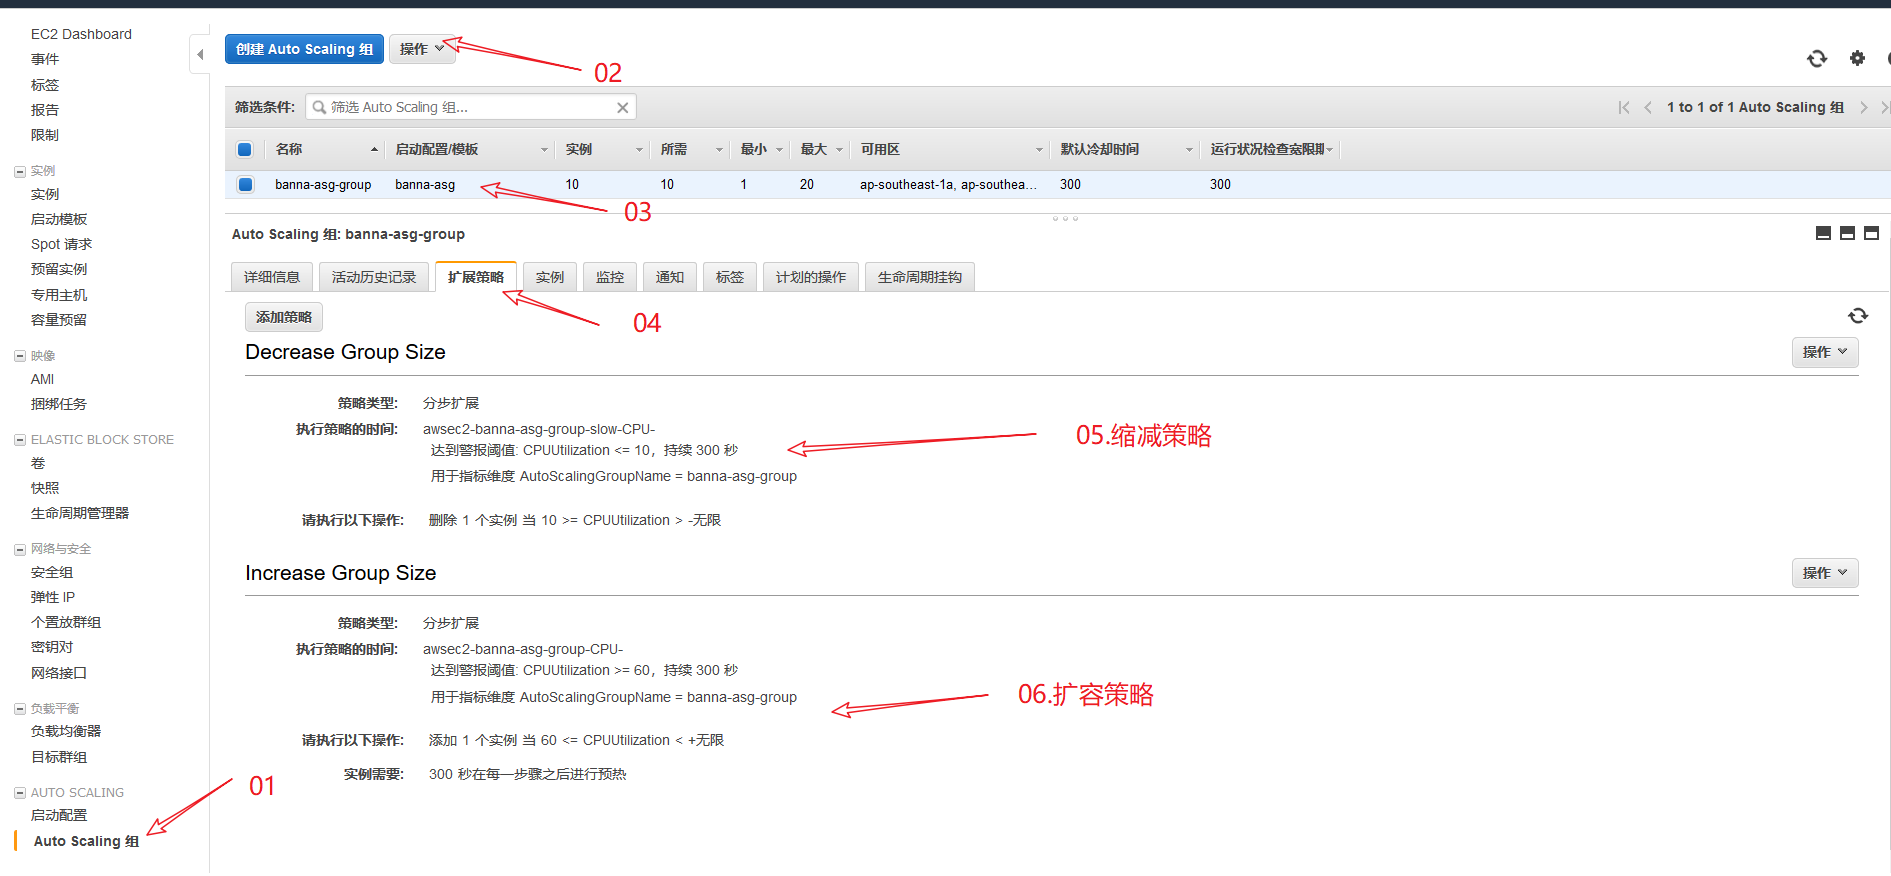 EC2 Dashboard
事件
标签
报告
限制
实例
实例
启动模板
Spot 请求
预留实例
专用主机
容量预留
映像
AMI
捆绑任务
ELASTIC BLOCK STORE
卷
快照
生命周期管理器
网络与安全
安全组
弹性 IP
个置放群组
密钥对
网络接口
负载平衡
负载均衡器
目标群组
AUTO SCALING
启动配置
Auto Scaling 组
01
创建 Auto Scaling 组 操作
02
筛选条件: 筛选 Auto Scaling 组... 1 to 1 of 1 Auto Scaling 组
名称 启动配置/模板 实例 所需 最小 最大 可用区 默认冷却时间 运行状况检查宽限期
banna-asg-group banna-asg 10 10 1 20 ap-southeast-1a, ap-southea... 300 300
03
Auto Scaling 组: banna-asg-group
详细信息 活动历史记录 扩展策略 实例 监控 通知 标签 计划的操作 生命周期挂钩
添加策略
04
Decrease Group Size 操作
策略类型: 分步扩展
执行策略的时间: awsec2-banna-asg-group-slow-CPU-
达到警报阈值: CPUUtilization <= 10，持续 300 秒
05.缩减策略
用于指标维度 AutoScalingGroupName = banna-asg-group
请执行以下操作: 删除 1 个实例 当 10 >= CPUUtilization > -无限
Increase Group Size 操作
策略类型: 分步扩展
执行策略的时间: awsec2-banna-asg-group-CPU-
达到警报阈值: CPUUtilization >= 60，持续 300 秒
用于指标维度 AutoScalingGroupName = banna-asg-group
06.扩容策略
请执行以下操作: 添加 1 个实例 当 60 <= CPUUtilization < +无限
实例需要: 300 秒在每一步骤之后进行预热